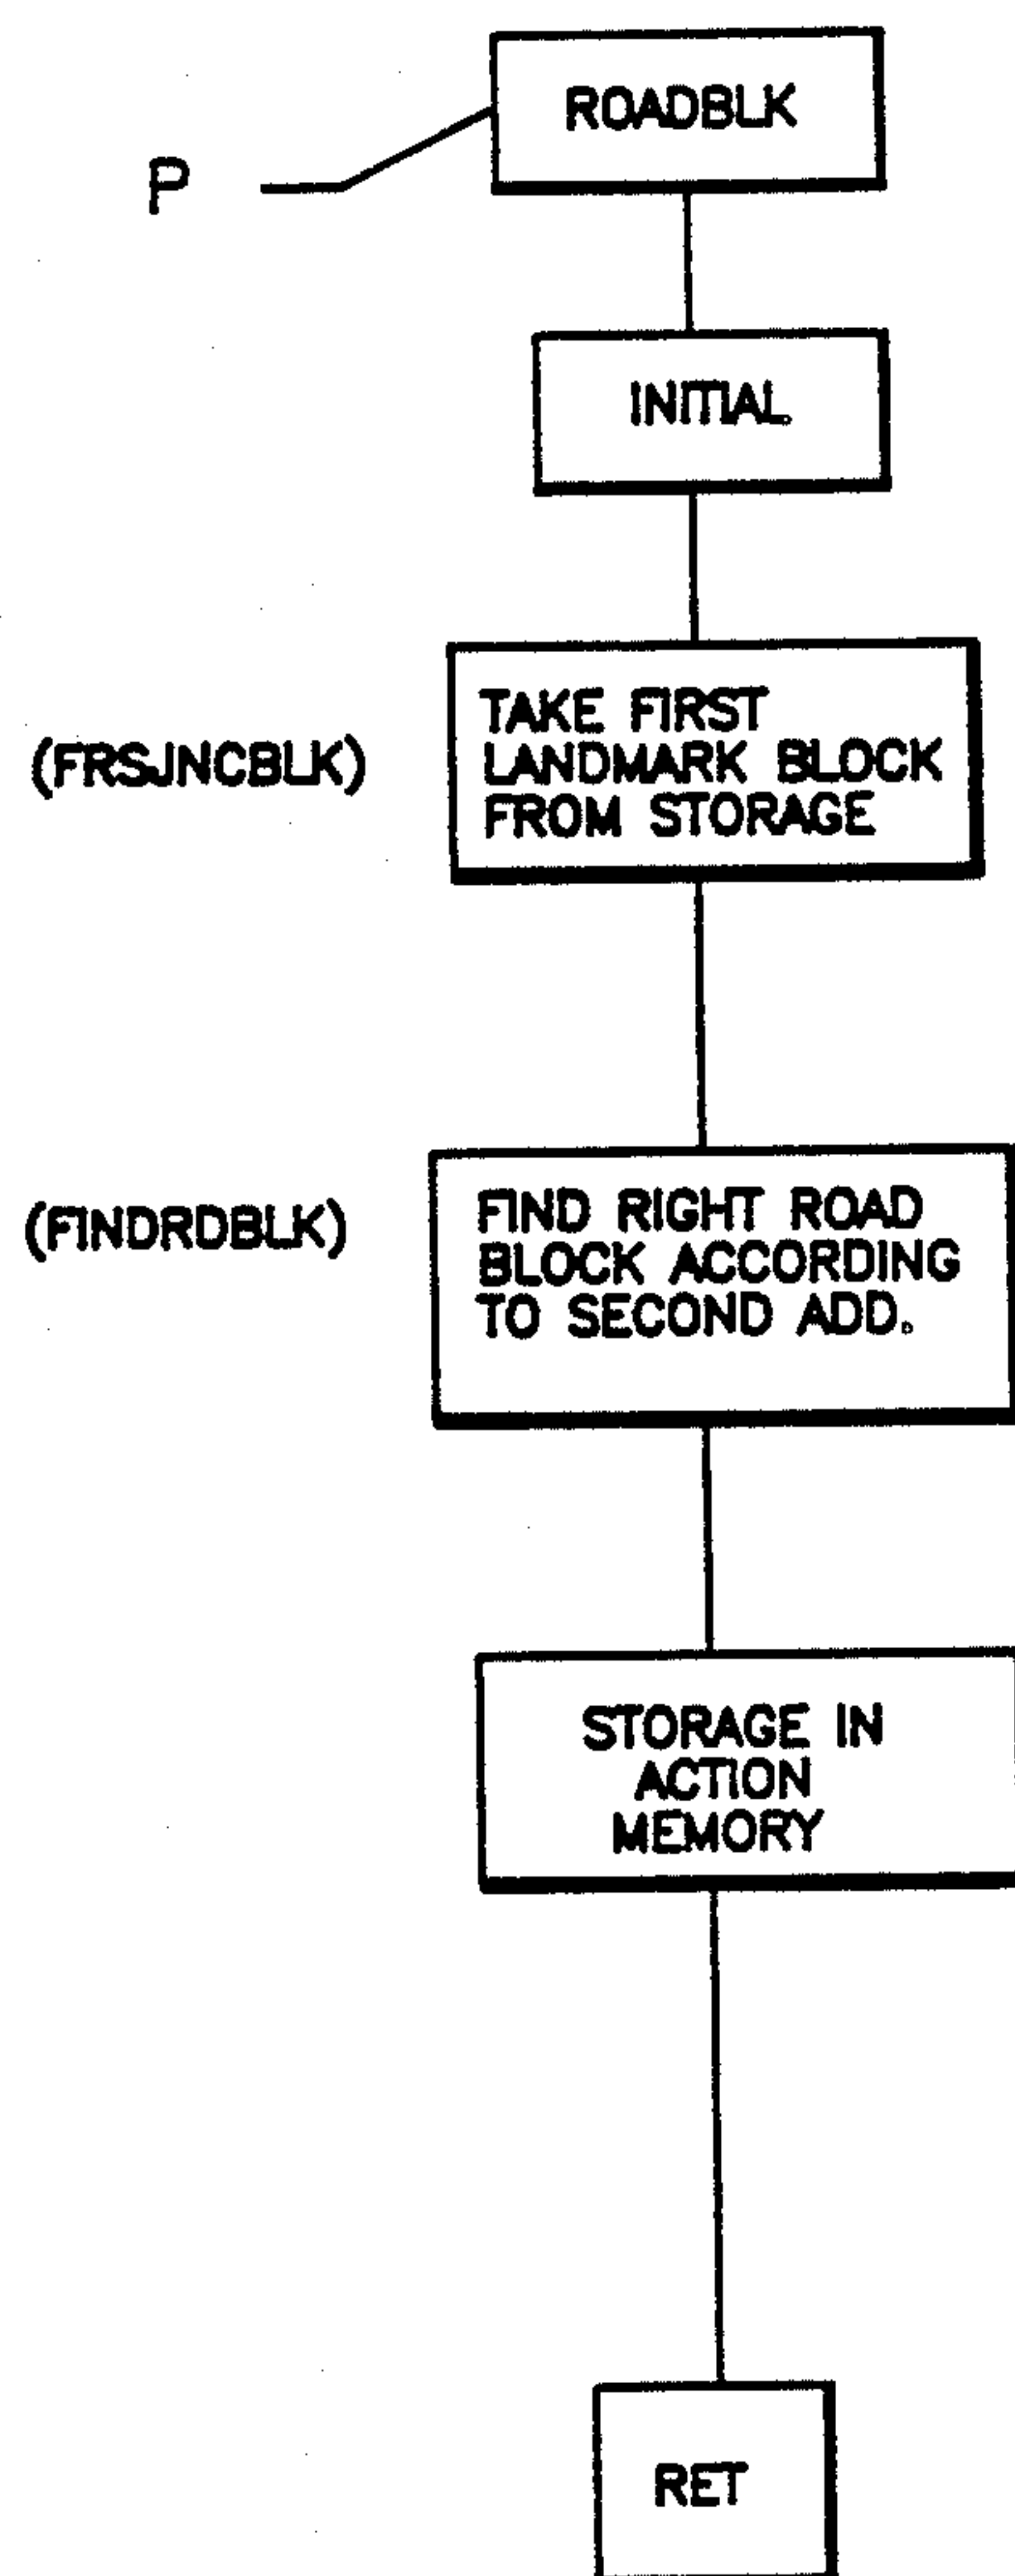 ROADBLK
P
INITIAL
(FRSJNCBLK)
TAKE FIRST
LANDMARK BLOCK
FROM STORAGE
(FINDRDBLK)
FIND RIGHT ROAD
BLOCK ACCORDING
TO SECOND ADD.
STORAGE IN
ACTION
MEMORY
RET